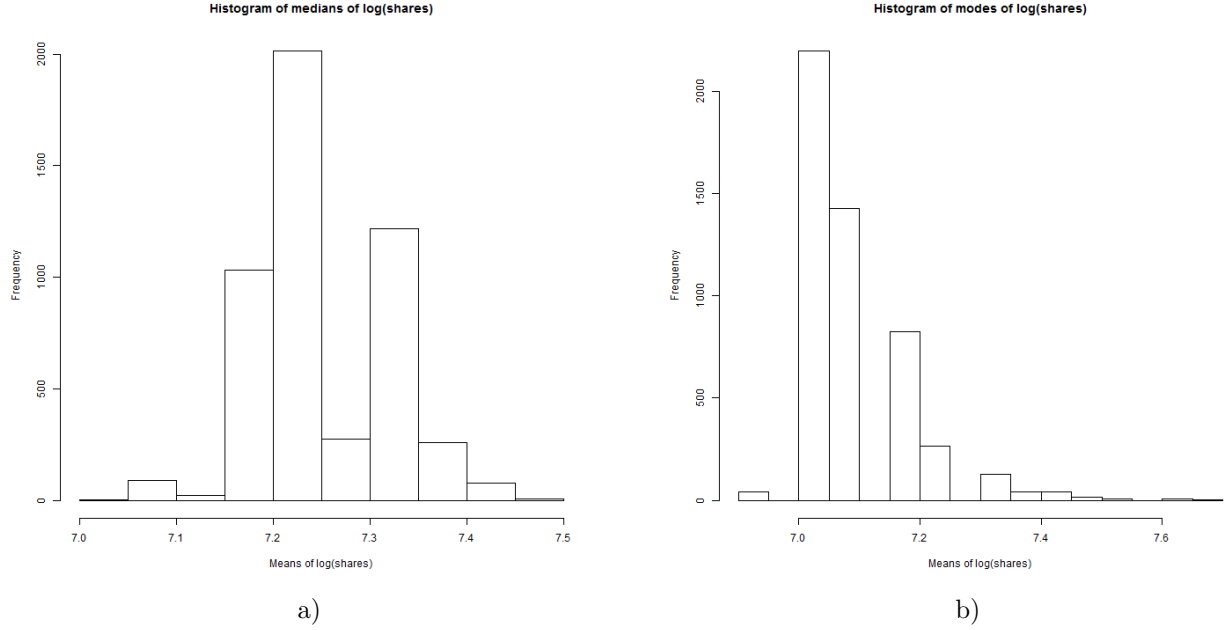 Histogram of medians of log(shares)
2000
1500
1000
500
0
Frequency
7.0 7.1 7.2 7.3 7.4 7.5
Means of log(shares)
a)
Histogram of modes of log(shares)
2000
1500
1000
500
0
Frequency
7.0 7.2 7.4 7.6
Means of log(shares)
b)